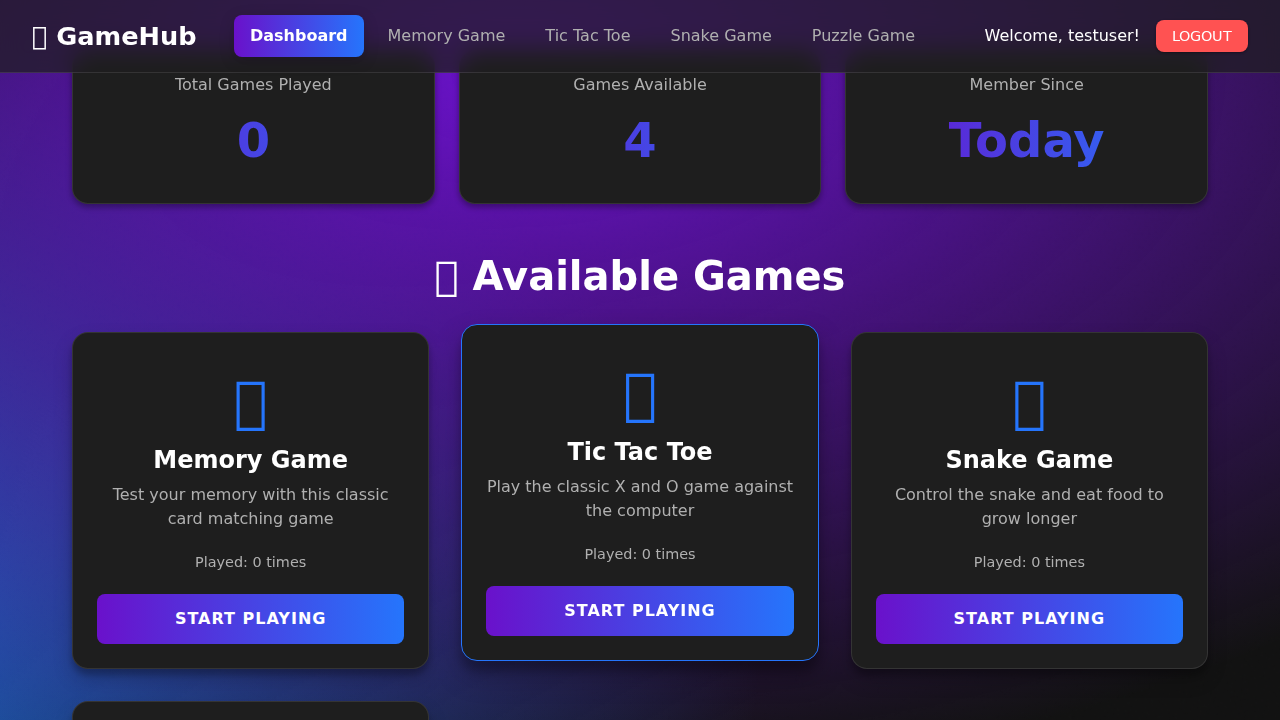 GameHub
Dashboard
Memory Game
Tic Tac Toe
Snake Game
Puzzle Game
Welcome, testuser!
LOGOUT
Total Games Played
0
Games Available
4
Member Since
Today
Available Games
Memory Game
Test your memory with this classic
card matching game
Played: 0 times
START PLAYING
Tic Tac Toe
Play the classic X and O game against
the computer
Played: 0 times
START PLAYING
Snake Game
Control the snake and eat food to
grow longer
Played: 0 times
START PLAYING